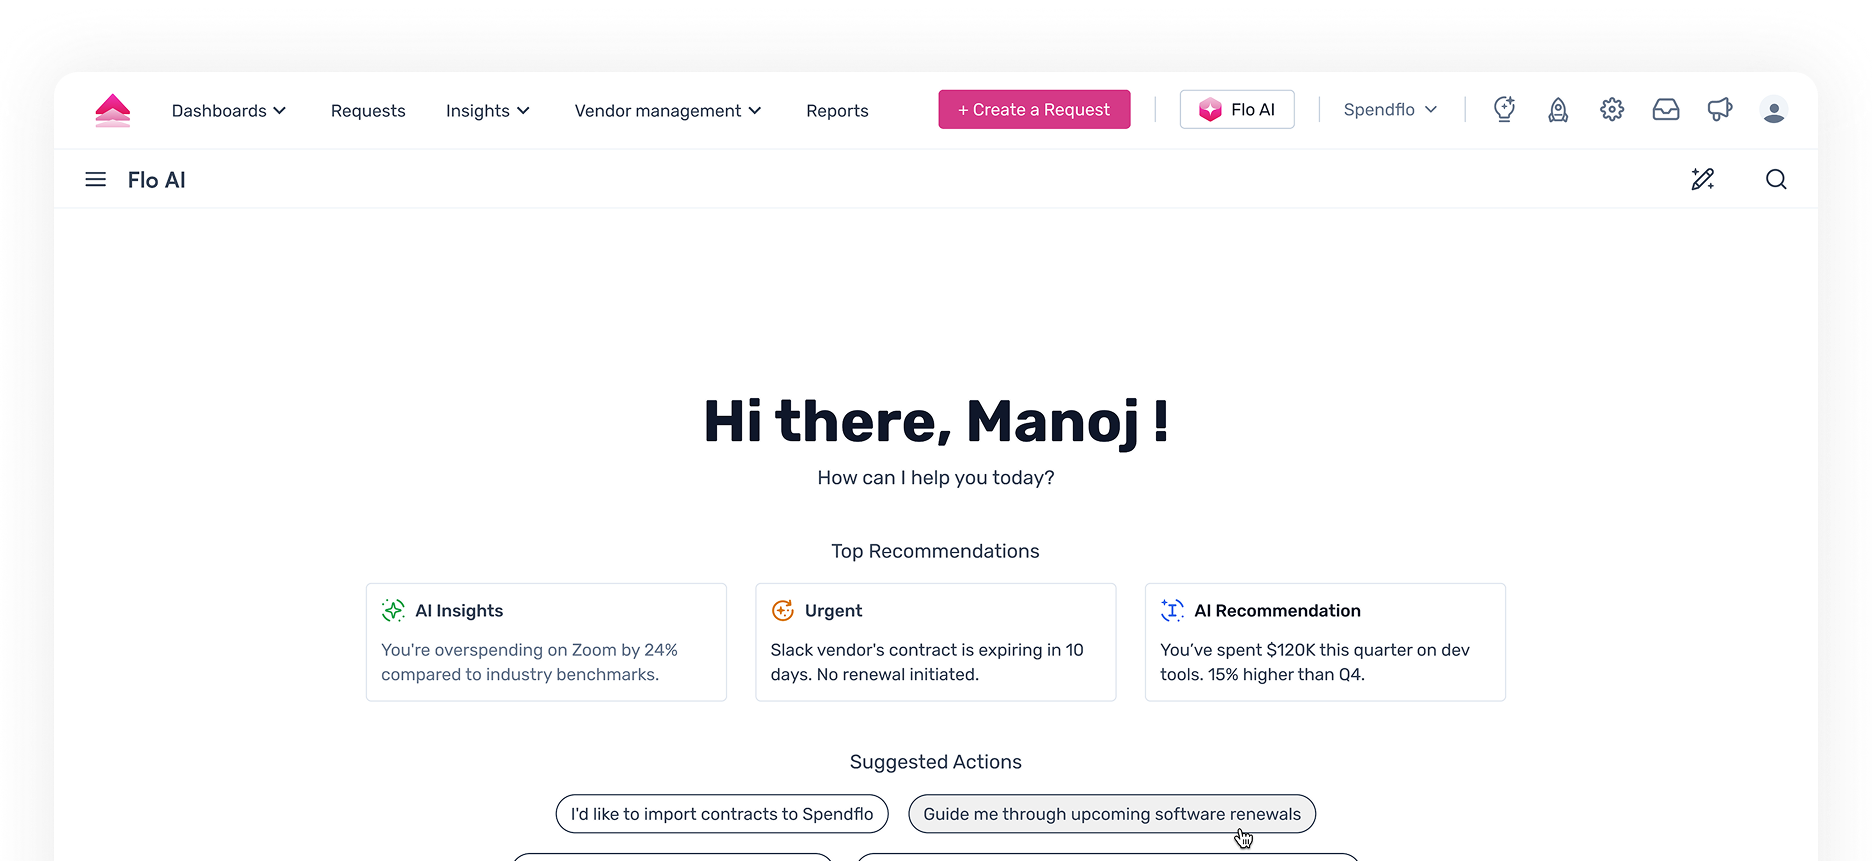 Dashboards Requests Insights Vendor management Reports + Create a Request Flo AI Spendflo
Flo AI
Hi there, Manoj !
How can I help you today?
Top Recommendations
AI Insights
You're overspending on Zoom by 24%
compared to industry benchmarks.
Urgent
Slack vendor's contract is expiring in 10
days. No renewal initiated.
AI Recommendation
You’ve spent $120K this quarter on dev
tools. 15% higher than Q4.
Suggested Actions
I'd like to import contracts to Spendflo
Guide me through upcoming software renewals